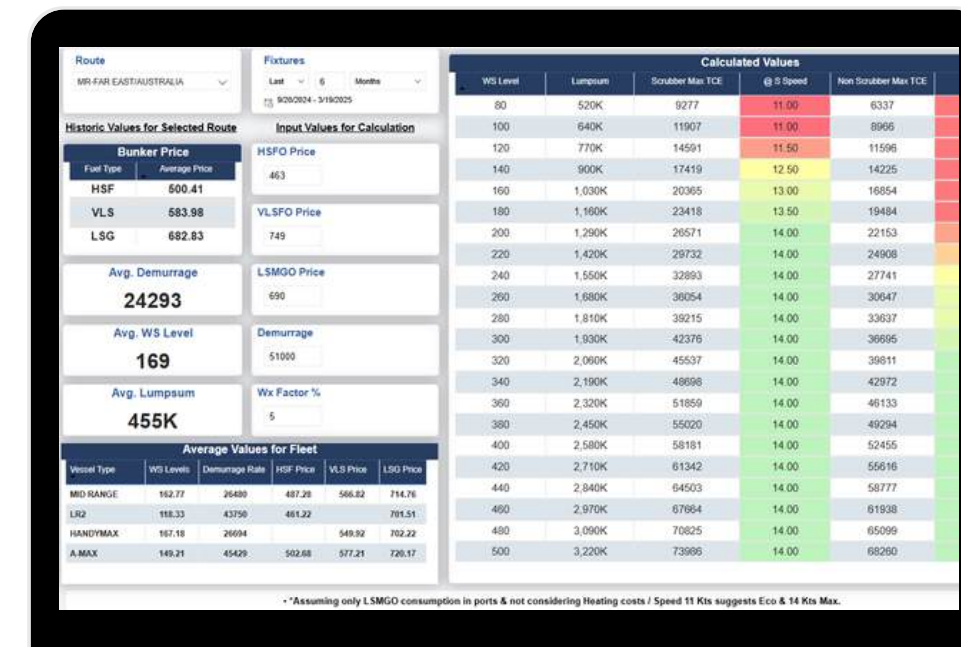 Route
MR-FAR EAST/AUSTRALIA
Fixtures
Last 6 Months
9/20/2024 - 3/19/2025
Historic Values for Selected Route
Input Values for Calculation
Bunker Price
Fuel Type Average Price
HSF 500.41
VLS 583.98
LSG 682.83
Avg. Demurrage
24293
Avg. WS Level
169
Avg. Lumpsum
455K
HSFO Price
463
VLSFO Price
749
LSMGO Price
690
Demurrage
51000
Wx Factor %
5
Average Values for Fleet
Vessel Type WS Levels Demurrage Rate HSF Price VLS Price LSG Price
MID RANGE 162.77 26480 487.28 566.82 714.76
LR2 118.33 43750 461.22 701.51
HANDYMAX 167.18 26694 549.92 702.22
A-MAX 149.21 45429 502.68 577.21 720.17
Calculated Values
WS Level Lumpsum Scrubber Max TCE @ S Speed Non Scrubber Max TCE
80 520K 9277 11.00 6337
100 640K 11907 11.00 8966
120 770K 14591 11.50 11596
140 900K 17419 12.50 14225
160 1,030K 20365 13.00 16854
180 1,160K 23418 13.50 19484
200 1,290K 26571 14.00 22153
220 1,420K 29732 14.00 24908
240 1,550K 32893 14.00 27741
260 1,680K 36054 14.00 30647
280 1,810K 39215 14.00 33637
300 1,930K 42376 14.00 36695
320 2,060K 45537 14.00 39811
340 2,190K 48698 14.00 42972
360 2,320K 51859 14.00 46133
380 2,450K 55020 14.00 49294
400 2,580K 58181 14.00 52455
420 2,710K 61342 14.00 55616
440 2,840K 64503 14.00 58777
460 2,970K 67664 14.00 61938
480 3,090K 70825 14.00 65099
500 3,220K 73986 14.00 68260
• *Assuming only LSMGO consumption in ports & not considering Heating costs / Speed 11 Kts suggests Eco & 14 Kts Max.